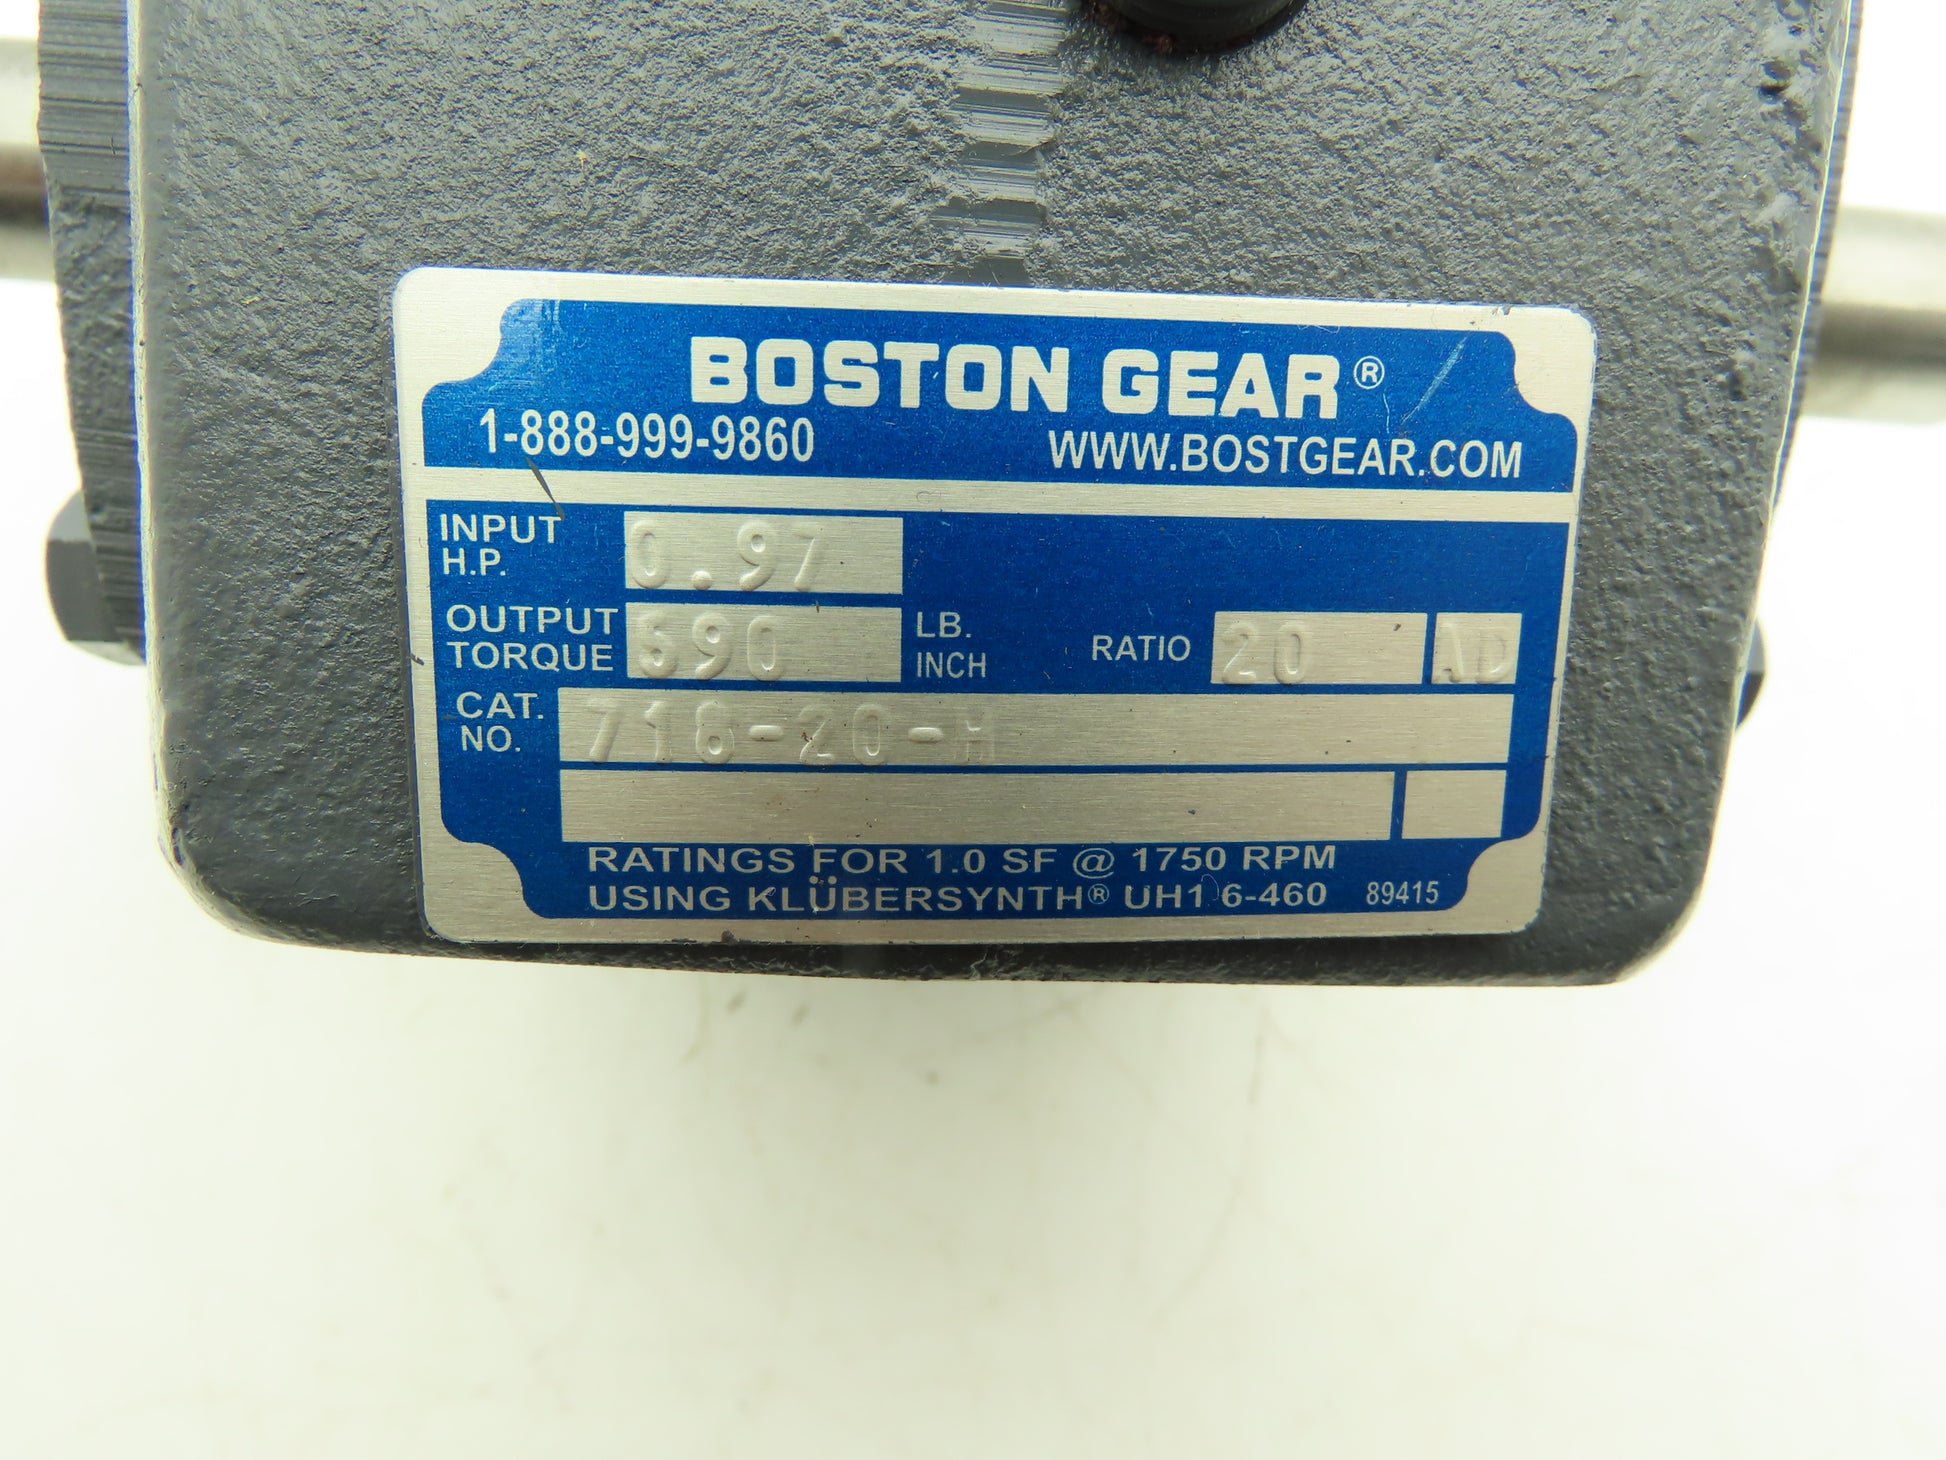 BOSTON GEAR®
1-888-999-9860 WWW.BOSTGEAR.COM
INPUT H.P. 0.97
OUTPUT TORQUE 590 LB. INCH RATIO 20 AD
CAT. NO. 718-20-H
RATINGS FOR 1.0 SF @ 1750 RPM
USING KLÜBERSYNTH® UH1 6-460 89415